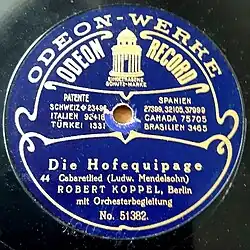 ODEON-WERKE
ODEON RECORD
EINGETRAGENE
SCHUTZ-MARKE
PATENTE
SCHWEIZ 23496
ITALIEN 92416
TÜRKEI 1331
SPANIEN
27399, 32105, 37999
CANADA 75705
BRASILIEN 3465
Die Hofequipage
44 Cabaretlied (Ludw. Mendelsohn)
ROBERT KOPPEL, Berlin
mit Orchesterbegleitung
No. 51382.